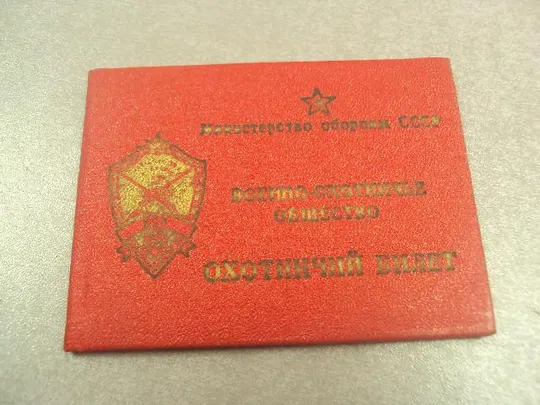 Министерство обороны СССР
ВОЕННО-ОХОТНИЧЬЕ
ОБЩЕСТВО
ОХОТНИЧИЙ БИЛЕТ